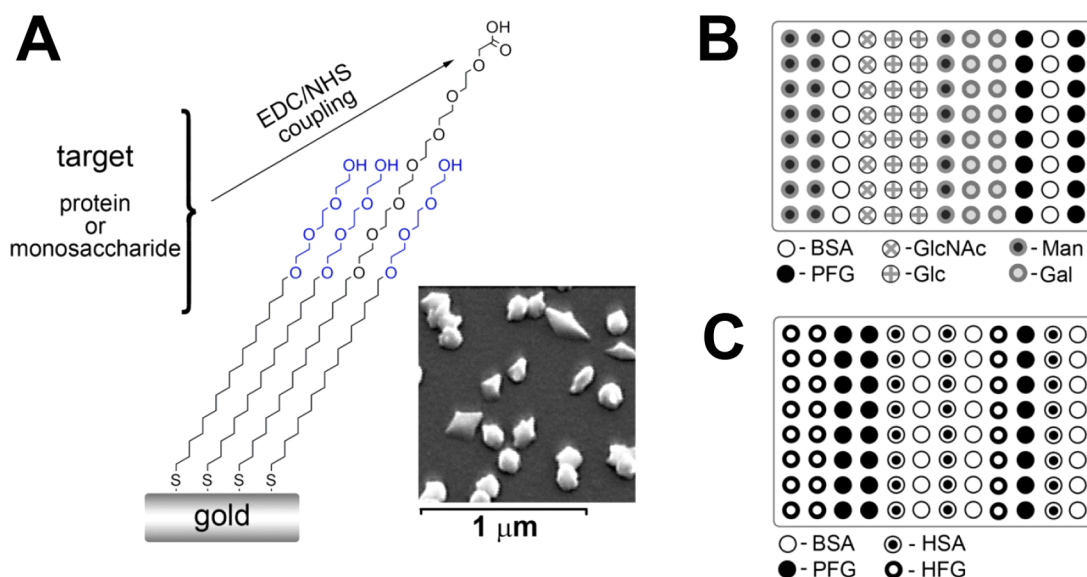 A
OH
O
O
O
O
O
O
O
O
EDC/NHS
coupling
target
protein
or
monosaccharide
OH
OH
OH
O
O
O
O
O
O
O
O
O
S
S
S
S
gold
1 μm
B
- BSA
- GlcNAc
- Man
- PFG
- Glc
- Gal
C
- BSA
- HSA
- PFG
- HFG